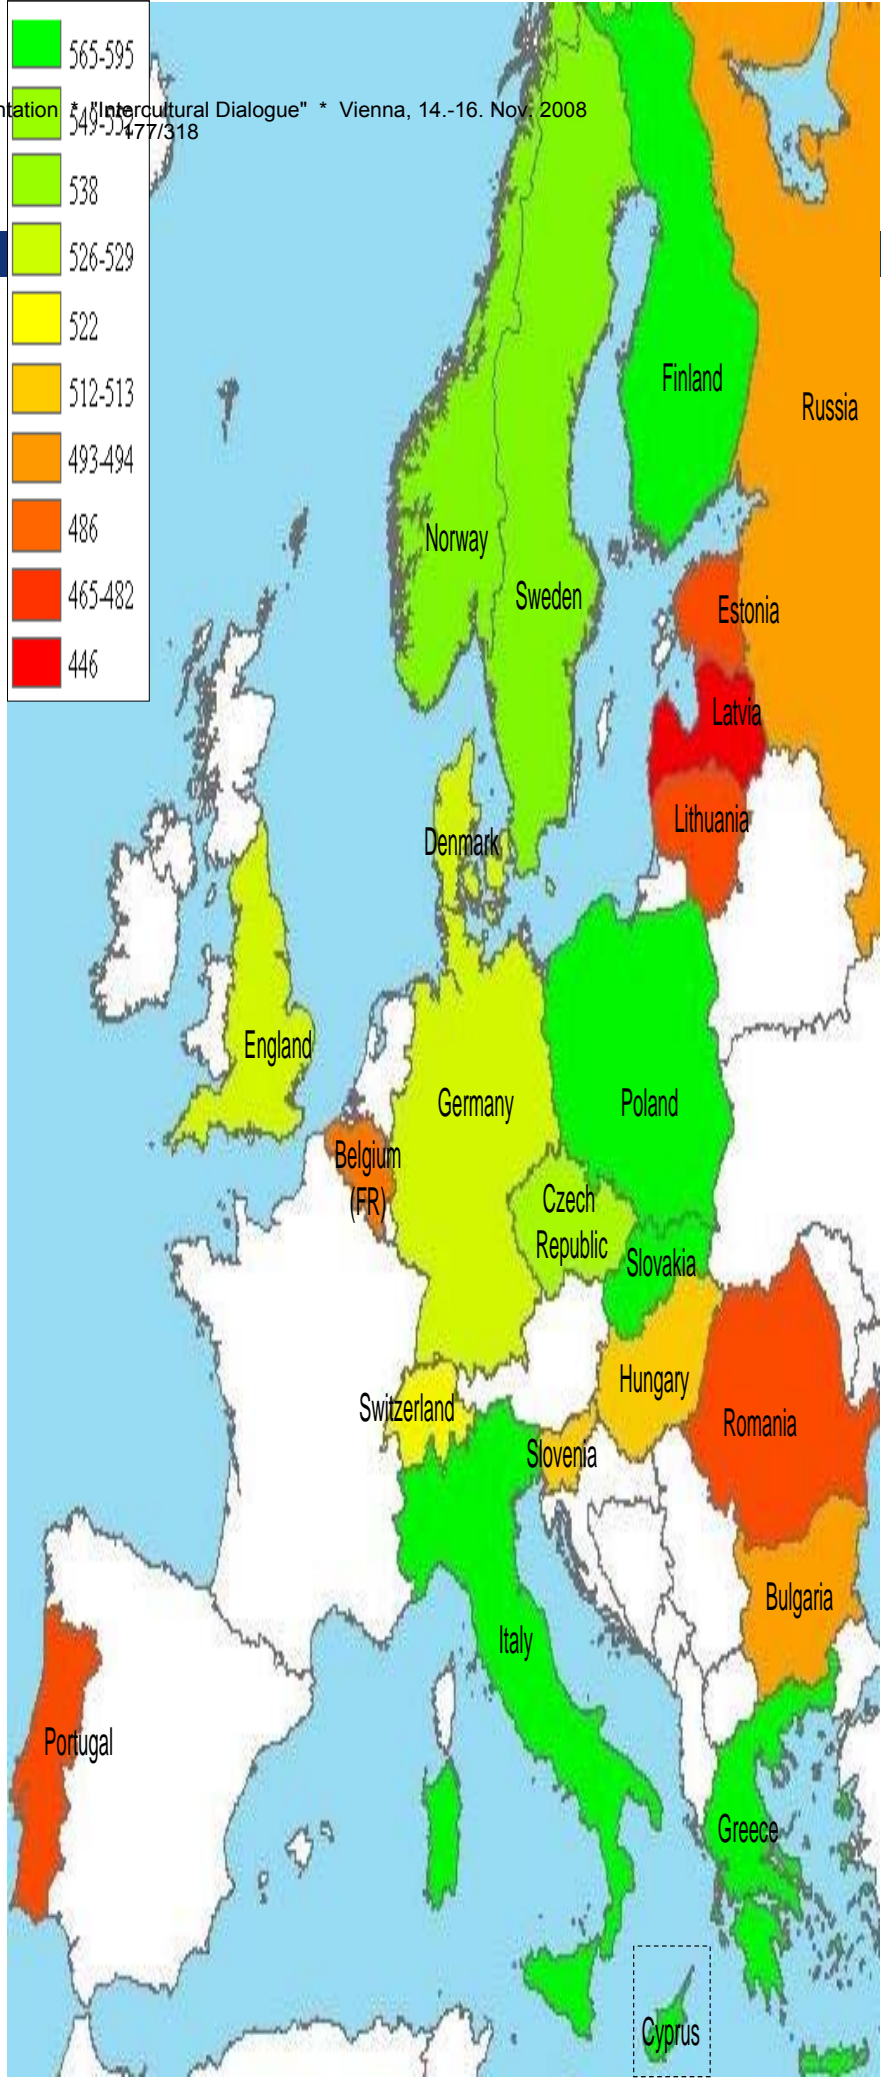 565-595
ntation * "Intercultural Dialogue" * Vienna, 14.-16. Nov. 2008
177/318
538
526-529
522
512-513
493-494
486
465-482
446
Finland
Russia
Norway
Sweden
Estonia
Latvia
Lithuania
Denmark
England
Germany
Poland
Belgium
(FR)
Czech
Republic
Slovakia
Hungary
Switzerland
Romania
Slovenia
Bulgaria
Italy
Portugal
Greece
Cyprus